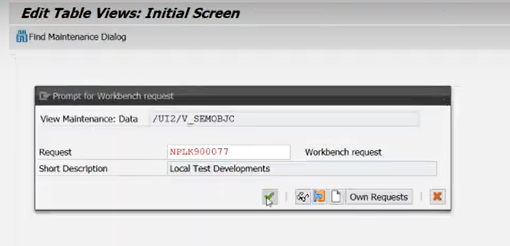 Edit Table Views: Initial Screen
Find Maintenance Dialog
Prompt for Workbench request
View Maintenance: Data /UI2/V_SEMOBJC
Request NPLK900077 Workbench request
Short Description Local Test Developments
Own Requests